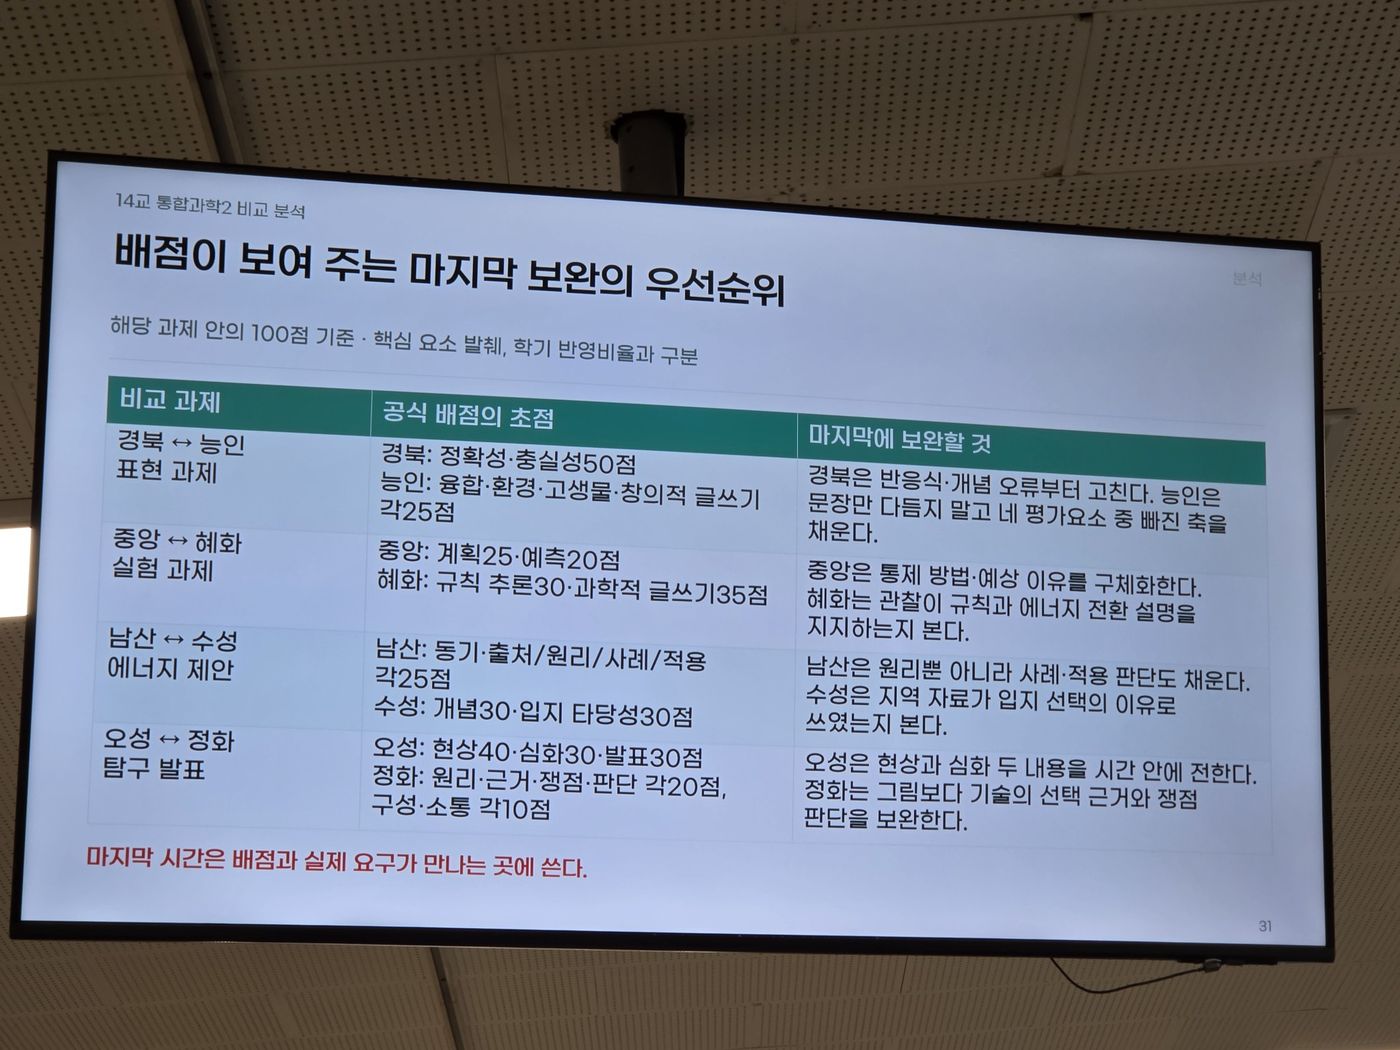 14교 통합과학2 비교 분석
분석
배점이 보여 주는 마지막 보완의 우선순위
해당 과제 안의 100점 기준 · 핵심 요소 발췌, 학기 반영비율과 구분
비교 과제
공식 배점의 초점
마지막에 보완할 것
경북 ↔ 능인
표현 과제
경북: 정확성·충실성50점
능인: 융합·환경·고생물·창의적 글쓰기
각25점
경북은 반응식·개념 오류부터 고친다. 능인은
문장만 다듬지 말고 네 평가요소 중 빠진 축을
채운다.
중앙 ↔ 혜화
실험 과제
중앙: 계획25·예측20점
혜화: 규칙 추론30·과학적 글쓰기35점
중앙은 통제 방법·예상 이유를 구체화한다.
혜화는 관찰이 규칙과 에너지 전환 설명을
지지하는지 본다.
남산 ↔ 수성
에너지 제안
남산: 동기·출처/원리/사례/적용
각25점
수성: 개념30·입지 타당성30점
남산은 원리뿐 아니라 사례·적용 판단도 채운다.
수성은 지역 자료가 입지 선택의 이유로
쓰였는지 본다.
오성 ↔ 정화
탐구 발표
오성: 현상40·심화30·발표30점
정화: 원리·근거·쟁점·판단 각20점,
구성·소통 각10점
오성은 현상과 심화 두 내용을 시간 안에 전한다.
정화는 그림보다 기술의 선택 근거와 쟁점
판단을 보완한다.
마지막 시간은 배점과 실제 요구가 만나는 곳에 쓴다.
31